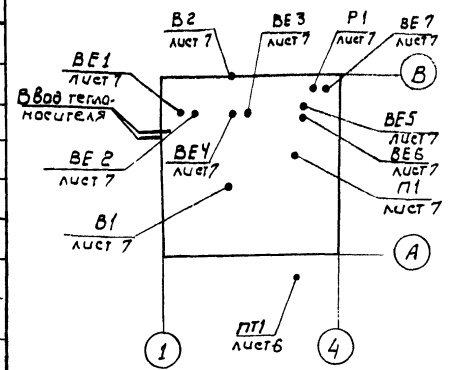 В2
лист 7
ВЕ3
лист 7
Р1
лист 7
ВЕ7
лист 7
ВЕ1
лист 7
В
Ввод тепло-
носителя
ВЕ5
лист 7
ВЕ2
лист 7
ВЕ4
лист 7
ВЕ6
лист 7
П1
лист 7
В1
лист 7
А
ПТ1
лист 6
1
4